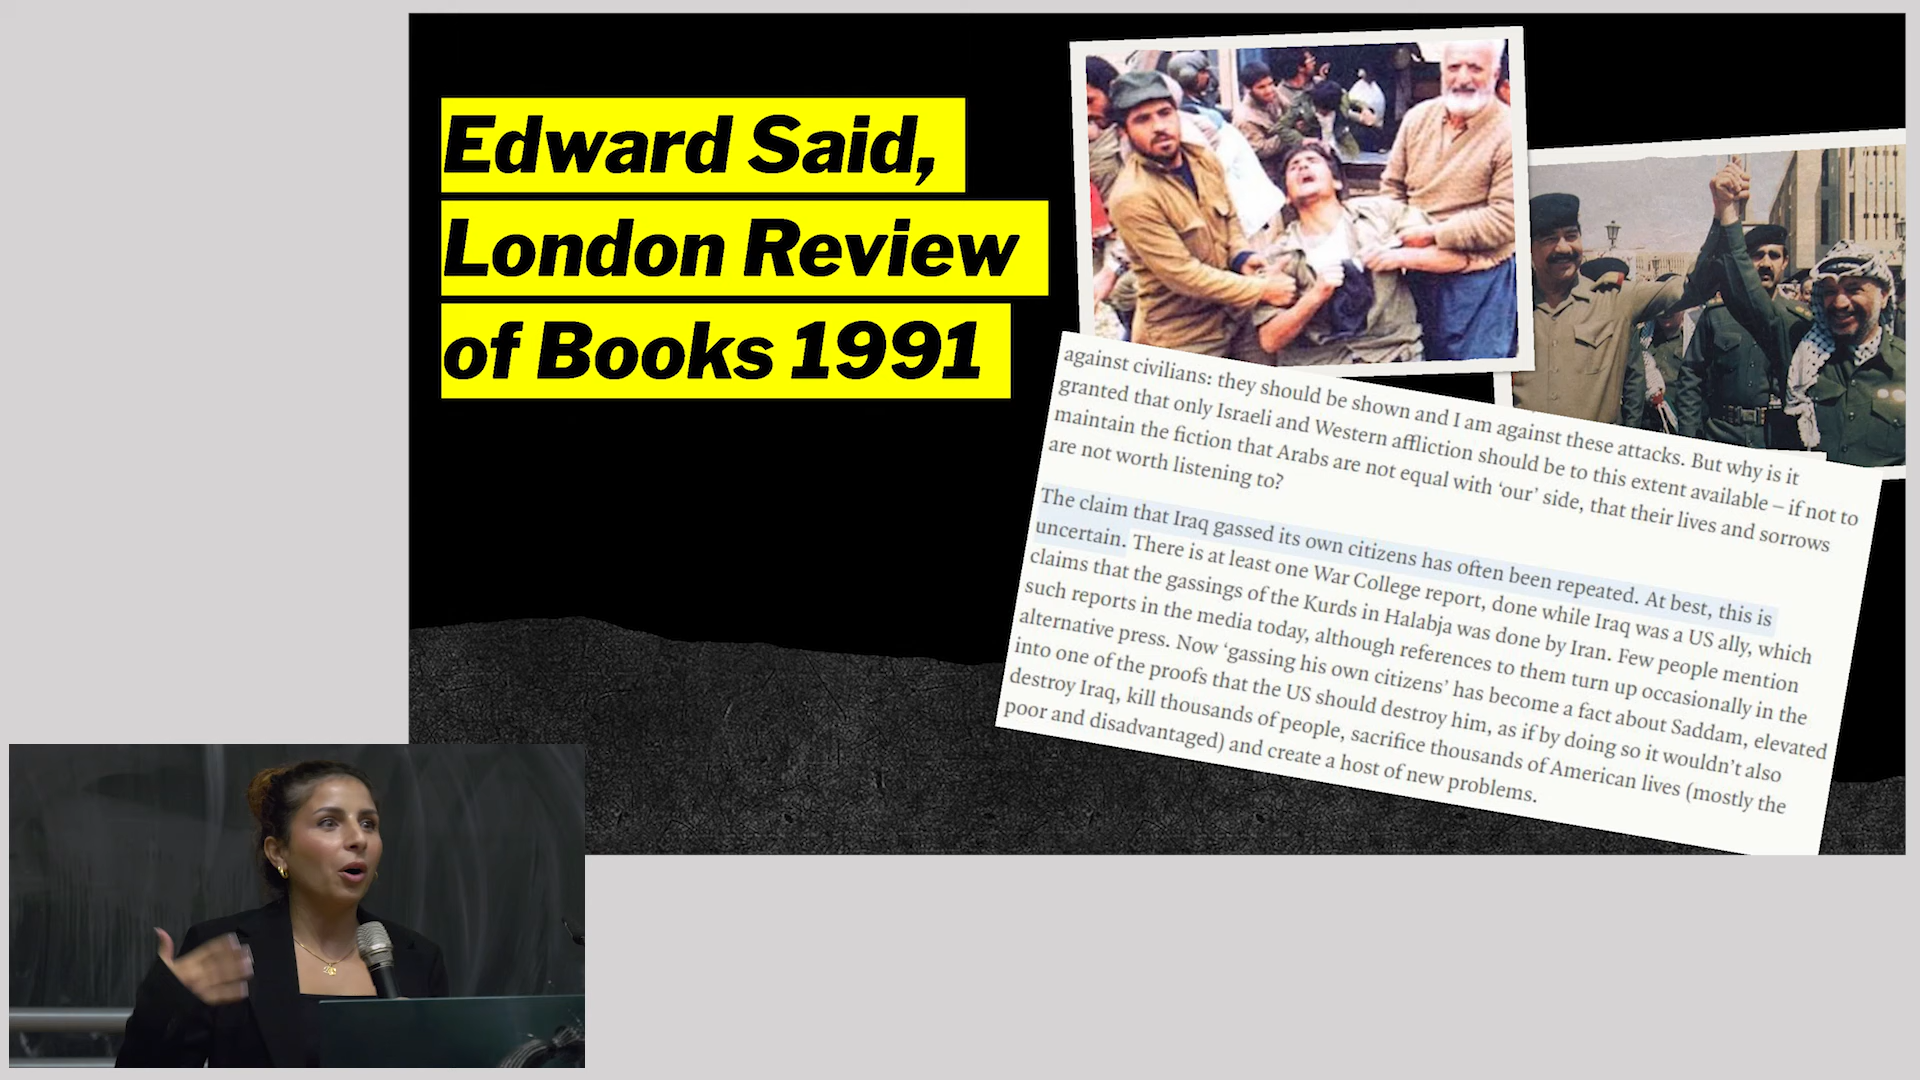 Edward Said,
London Review
of Books 1991
against civilians: they should be shown and I am against these attacks. But why is it
granted that only Israeli and Western affliction should be to this extent available – if not to
maintain the fiction that Arabs are not equal with ‘our’ side, that their lives and sorrows
are not worth listening to?
The claim that Iraq gassed its own citizens has often been repeated. At best, this is
uncertain. There is at least one War College report, done while Iraq was a US ally, which
claims that the gassings of the Kurds in Halabja was done by Iran. Few people mention
such reports in the media today, although references to them turn up occasionally in the
alternative press. Now ‘gassing his own citizens’ has become a fact about Saddam, elevated
into one of the proofs that the US should destroy him, as if by doing so it wouldn’t also
destroy Iraq, kill thousands of people, sacrifice thousands of American lives (mostly the
poor and disadvantaged) and create a host of new problems.